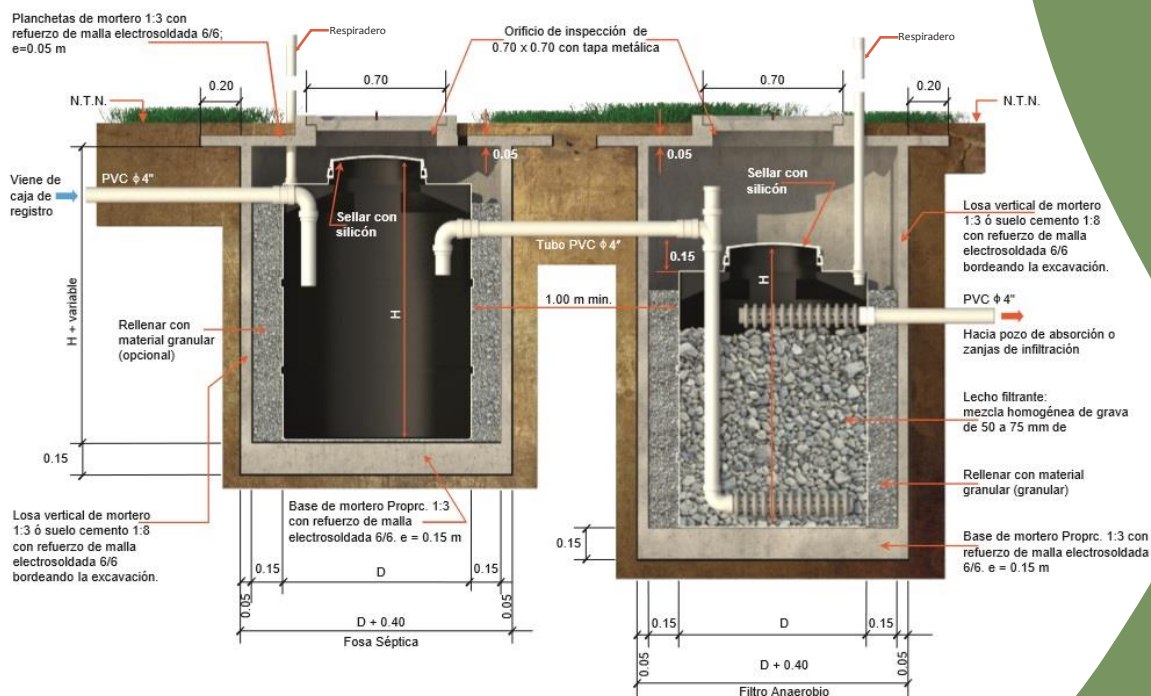 Planchetas de mortero 1:3 con
refuerzo de malla electrosoldada 6/6;
e=0.05 m
Respiradero
Orificio de inspección de
0.70 x 0.70 con tapa metálica
Respiradero
0.20
0.70
0.70
0.20
N.T.N.
N.T.N.
0.05
0.05
Viene de
caja de
registro
PVC ϕ 4"
Sellar con
silicón
Sellar con
silicón
Tubo PVC ϕ 4"
0.15
Losa vertical de mortero
1:3 ó suelo cemento 1:8
con refuerzo de malla
electrosoldada 6/6
bordeando la excavación.
H + variable
H
1.00 m min.
H
PVC ϕ 4"
Hacia pozo de absorción o
zanjas de infiltración
Rellenar con
material granular
(opcional)
Lecho filtrante:
mezcla homogénea de grava
de 50 a 75 mm de
0.15
Rellenar con material
granular (granular)
Losa vertical de mortero
1:3 ó suelo cemento 1:8
con refuerzo de malla
electrosoldada 6/6
bordeando la excavación.
Base de mortero Proprc. 1:3
con refuerzo de malla
electrosoldada 6/6. e = 0.15 m
0.15
Base de mortero Proprc. 1:3 con
refuerzo de malla electrosoldada
6/6. e = 0.15 m
0.05
0.15
D
0.15
0.05
D + 0.40
Fosa Séptica
0.05
0.15
D
0.15
0.05
D + 0.40
Filtro Anaerobio